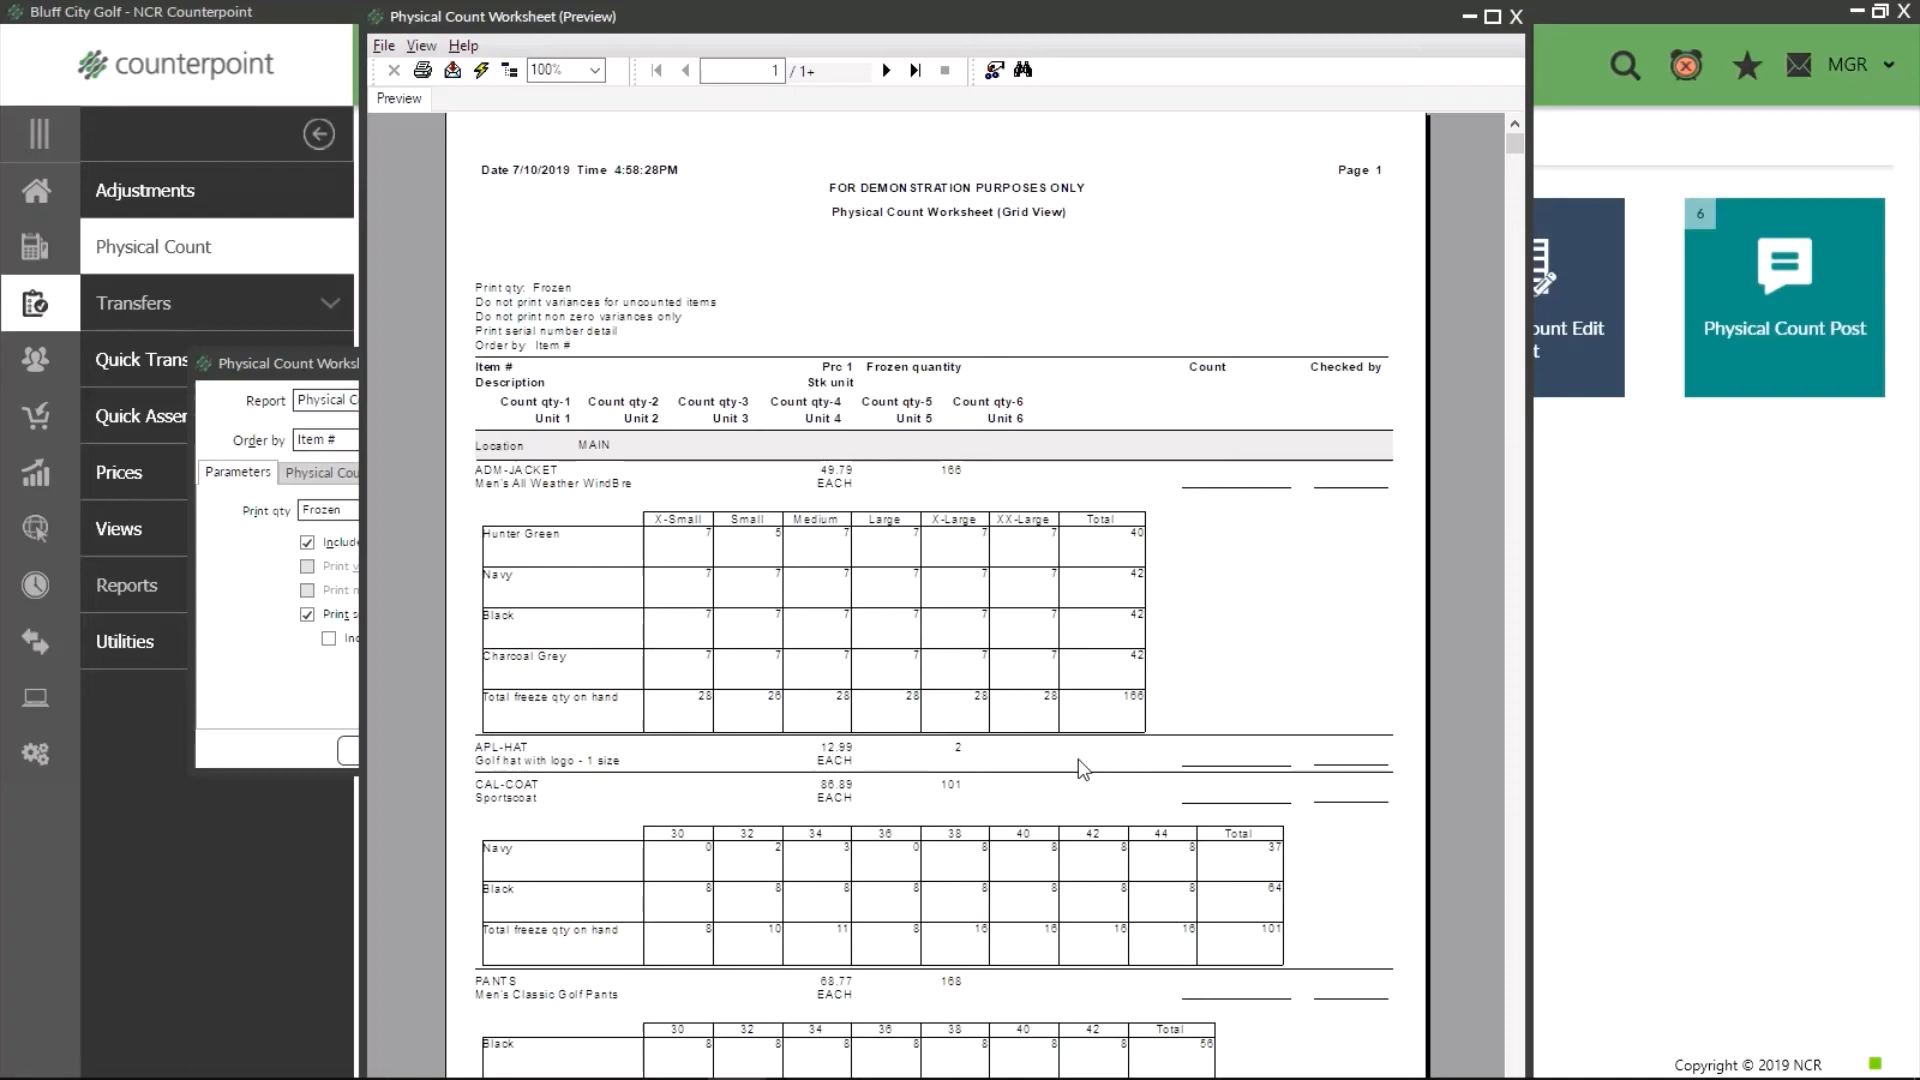 Bluff City Golf - NCR Counterpoint
counterpoint
Adjustments
Physical Count
Transfers
Quick Trans
Quick Asser
Prices
Views
Reports
Utilities
Physical Count Worksl
Report Physical C
Order by Item #
Parameters Physical Cou
Print qty Frozen
Include
Print v
Print n
Print s
Inc
Physical Count Worksheet (Preview)
File View Help
100% 1 / 1+
Preview
Date 7/10/2019 Time 4:58:28PM Page 1
FOR DEMONSTRATION PURPOSES ONLY
Physical Count Worksheet (Grid View)
Print qty: Frozen
Do not print variances for uncounted items
Do not print non zero variances only
Print serial number detail
Order by Item #
Item # Prc 1 Frozen quantity Count Checked by
Description Stk unit
Count qty-1 Count qty-2 Count qty-3 Count qty-4 Count qty-5 Count qty-6
Unit 1 Unit 2 Unit 3 Unit 4 Unit 5 Unit 6
Location MAIN
ADM-JACKET 49.79 166
Men's All Weather WindBre EACH
X-Small Small Medium Large X-Large XX-Large Total
Hunter Green 7 5 7 7 7 7 40
Navy 7 7 7 7 7 7 42
Black 7 7 7 7 7 7 42
Charcoal Grey 7 7 7 7 7 7 42
Total freeze qty on hand 28 26 28 28 28 28 166
APL-HAT 12.99 2
Golf hat with logo - 1 size EACH
CAL-COAT 86.89 101
Sportscoat EACH
30 32 34 36 38 40 42 44 Total
Navy 0 2 3 0 8 8 8 8 37
Black 8 8 8 8 8 8 8 8 64
Total freeze qty on hand 8 10 11 8 16 16 16 16 101
PANTS 68.77 168
Men's Classic Golf Pants EACH
30 32 34 36 38 40 42 Total
Black 8 8 8 8 8 8 8 56
MGR
ount Edit
t
6
Physical Count Post
Copyright © 2019 NCR